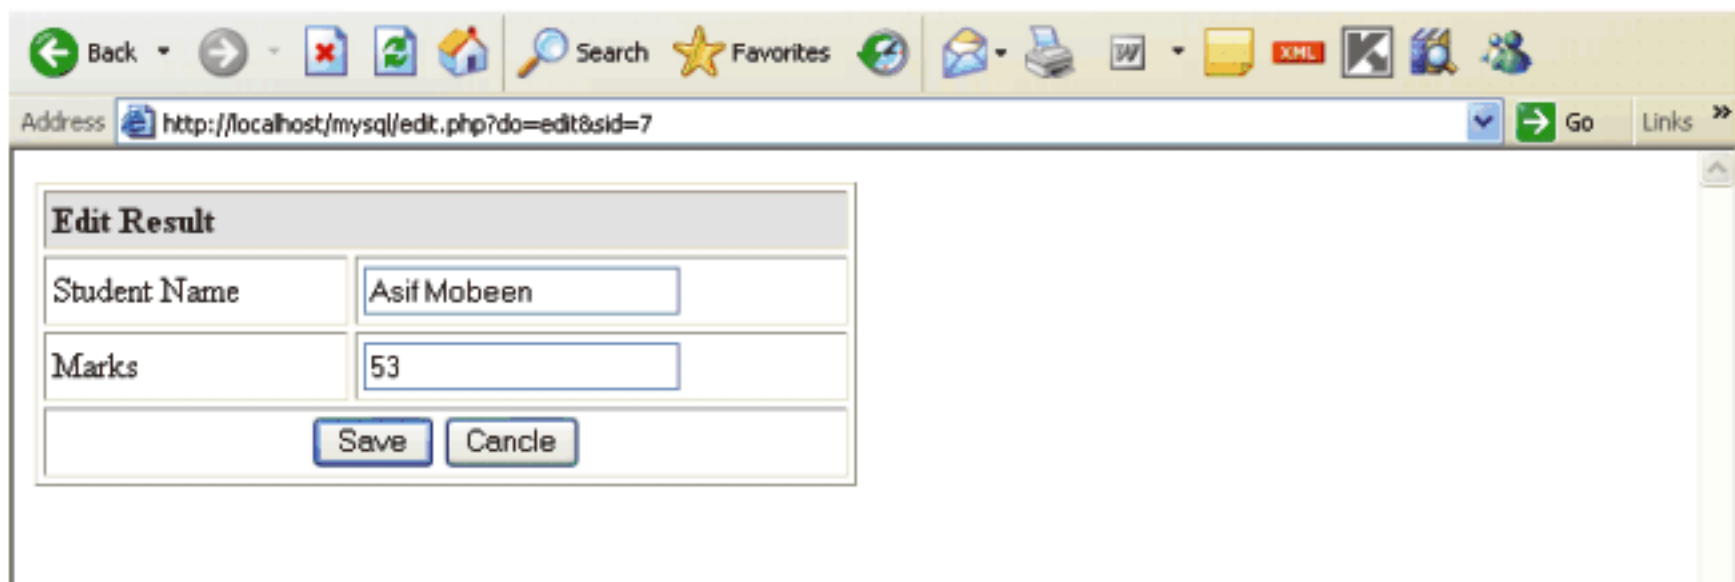 Back Search Favorites W XML K
Address http://localhost/mysql/edit.php?do=edit&sid=7 Go Links »
Edit Result
Student Name Asif Mobeen
Marks 53
Save Cancle